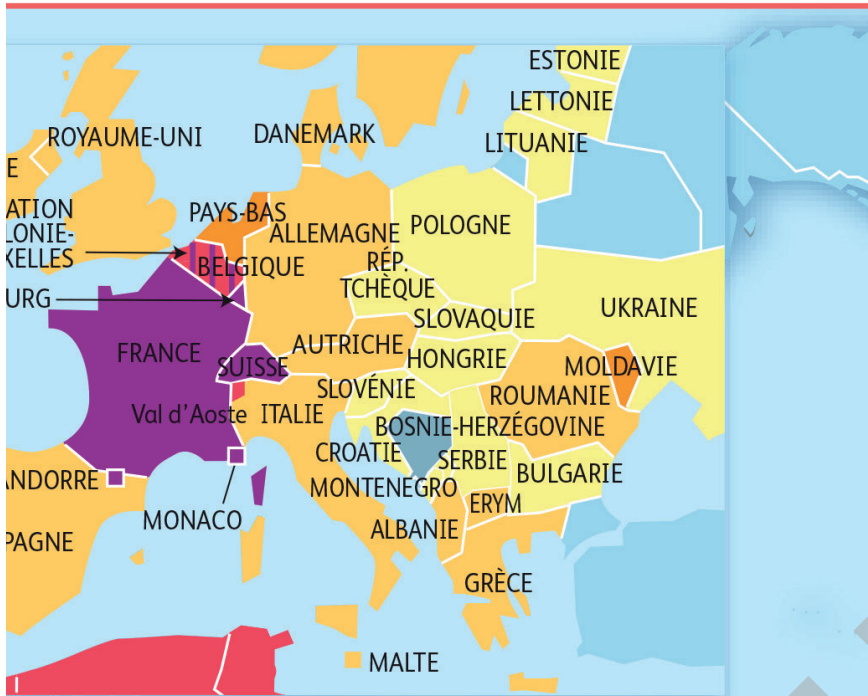 ESTONIE
LETTONIE
ROYAUME-UNI
DANEMARK
LITUANIE
E
ATION
LONIE-
XELLES
PAYS-BAS
ALLEMAGNE
POLOGNE
BELGIQUE
RÉP.
TCHÈQUE
URG
UKRAINE
SLOVAQUIE
FRANCE
SUISSE
AUTRICHE
HONGRIE
MOLDAVIE
SLOVÉNIE
ROUMANIE
Val d'Aoste
ITALIE
BOSNIE-HERZÉGOVINE
CROATIE
SERBIE
BULGARIE
ANDORRE
MONTENEGRO
ERYM
MONACO
ALBANIE
PAGNE
GRÈCE
MALTE